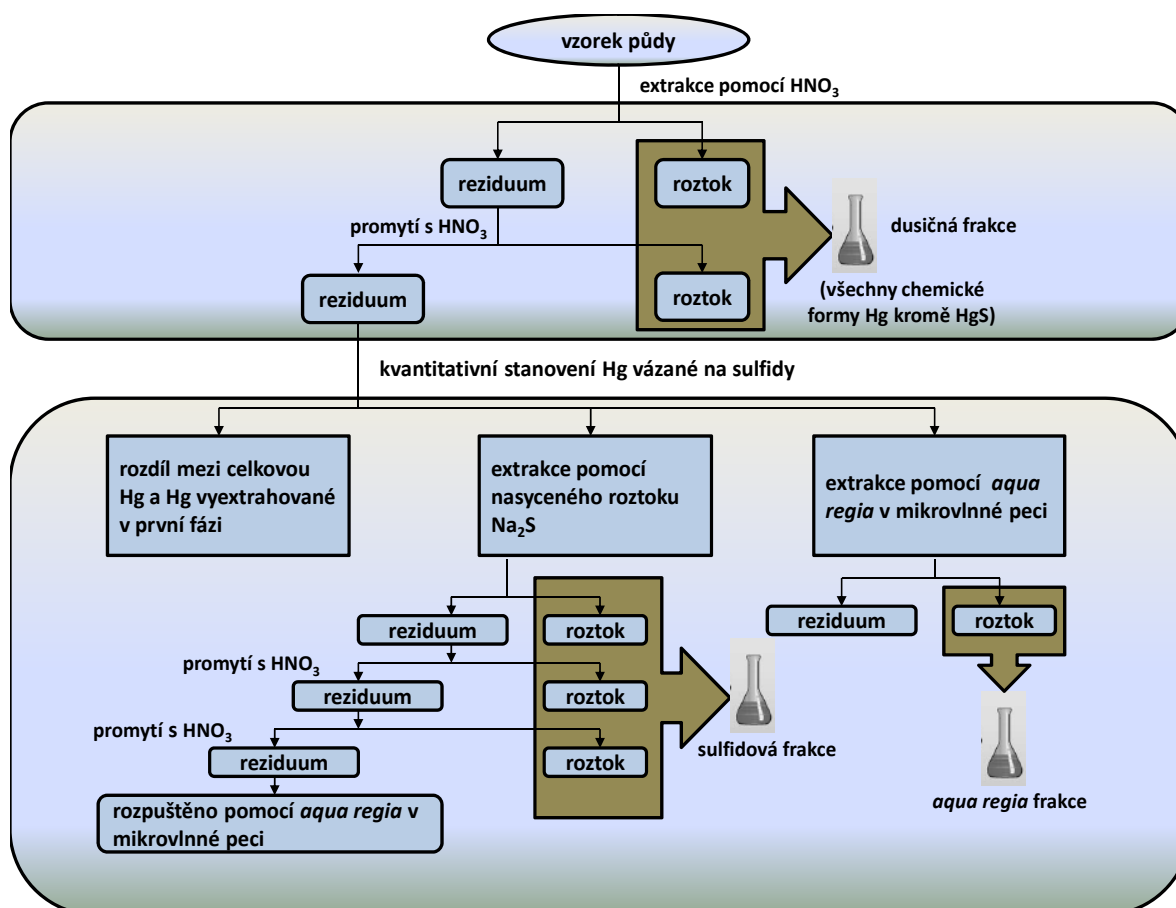 vzorek půdy
extrakce pomocí HNO₃
reziduum
roztok
promytí s HNO₃
dusičná frakce
reziduum
roztok
(všechny chemické
formy Hg kromě HgS)
kvantitativní stanovení Hg vázané na sulfidy
rozdíl mezi celkovou
Hg a Hg vyextrahované
v první fázi
extrakce pomocí
nasyceného roztoku
Na₂S
extrakce pomocí aqua
regia v mikrovlnné peci
reziduum
roztok
reziduum
roztok
promytí s HNO₃
reziduum
roztok
promytí s HNO₃
reziduum
roztok
sulfidová frakce
aqua regia frakce
rozpuštěno pomocí aqua regia v
mikrovlnné peci